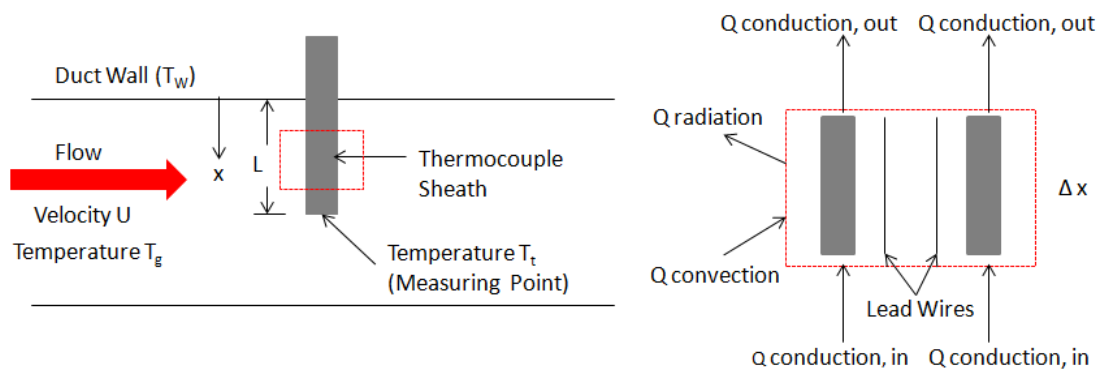 Duct Wall (T_W)
Flow
x
L
Velocity U
Temperature T_g
Thermocouple
Sheath
Temperature T_t
(Measuring Point)
Q conduction, out
Q conduction, out
Q radiation
Δ x
Q convection
Lead Wires
Q conduction, in
Q conduction, in